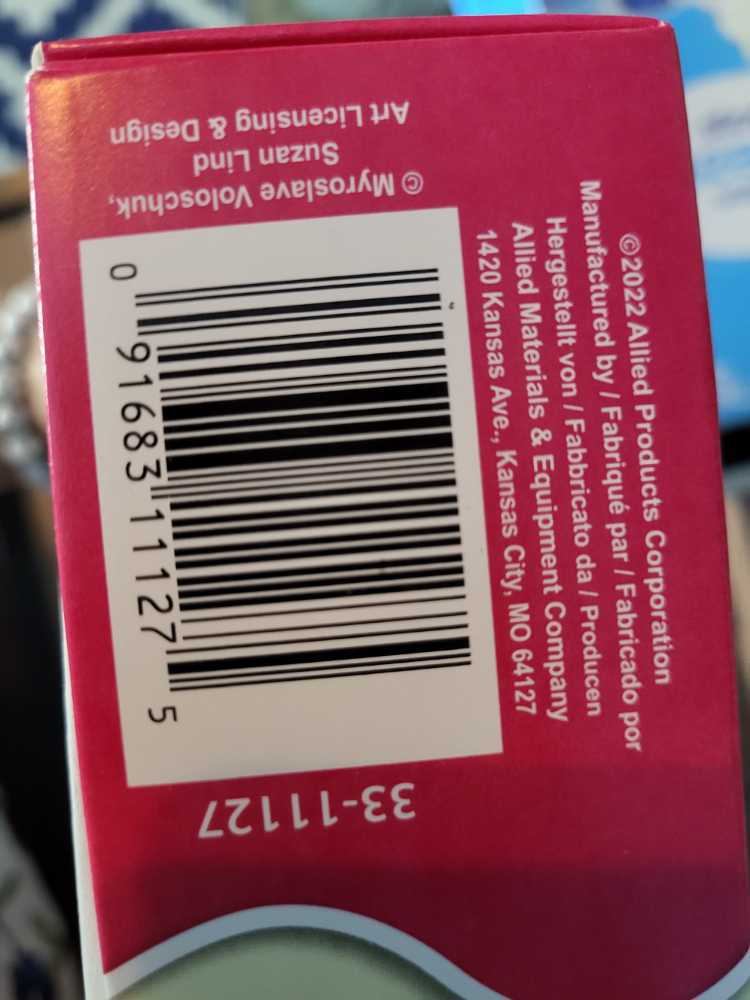 © Myroslave Voloschuk,
Suzan Lind
Art Licensing & Design
©2022 Allied Products Corporation
Manufactured by / Fabriqué par / Fabricado por
Hergestellt von / Fabbricato da / Producen
Allied Materials & Equipment Company
1420 Kansas Ave., Kansas City, MO 64127
0 91683 11127 5
33-11127